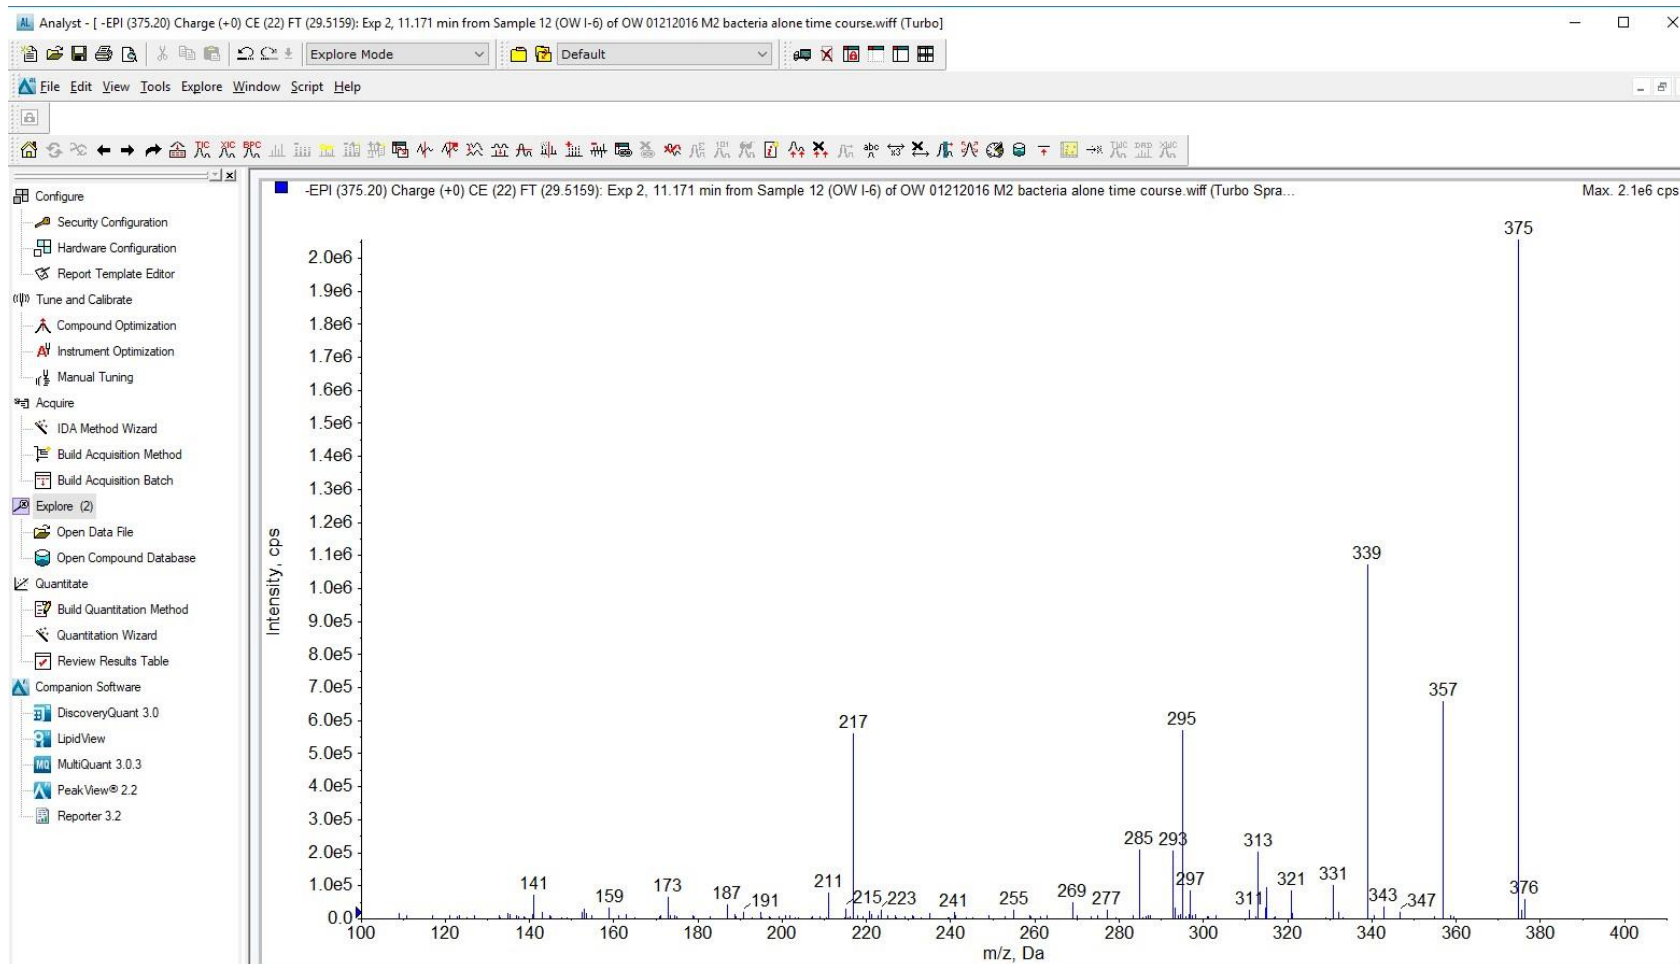 Analyst - [ -EPI (375.20) Charge (+0) CE (22) FT (29.5159): Exp 2, 11.171 min from Sample 12 (OW I-6) of OW 01212016 M2 bacteria alone time course.wiff (Turbo]
Explore Mode
Default
File Edit View Tools Explore Window Script Help
TIC XIC BPC
Configure
Security Configuration
Hardware Configuration
Report Template Editor
Tune and Calibrate
Compound Optimization
Instrument Optimization
Manual Tuning
Acquire
IDA Method Wizard
Build Acquisition Method
Build Acquisition Batch
Explore (2)
Open Data File
Open Compound Database
Quantitate
Build Quantitation Method
Quantitation Wizard
Review Results Table
Companion Software
DiscoveryQuant 3.0
LipidView
MultiQuant 3.0.3
PeakView® 2.2
Reporter 3.2
-EPI (375.20) Charge (+0) CE (22) FT (29.5159): Exp 2, 11.171 min from Sample 12 (OW I-6) of OW 01212016 M2 bacteria alone time course.wiff (Turbo Spra...
Max. 2.1e6 cps
375
2.0e6
1.9e6
1.8e6
1.7e6
1.6e6
1.5e6
1.4e6
1.3e6
1.2e6
1.1e6
339
1.0e6
9.0e5
8.0e5
7.0e5
357
6.0e5
217
295
5.0e5
4.0e5
3.0e5
2.0e5
285
293
313
1.0e5
141
159
173
187
191
211
215
223
241
255
269
277
297
311
321
331
343
347
376
0.0
100 120 140 160 180 200 220 240 260 280 300 320 340 360 380 400
m/z, Da
Intensity, cps